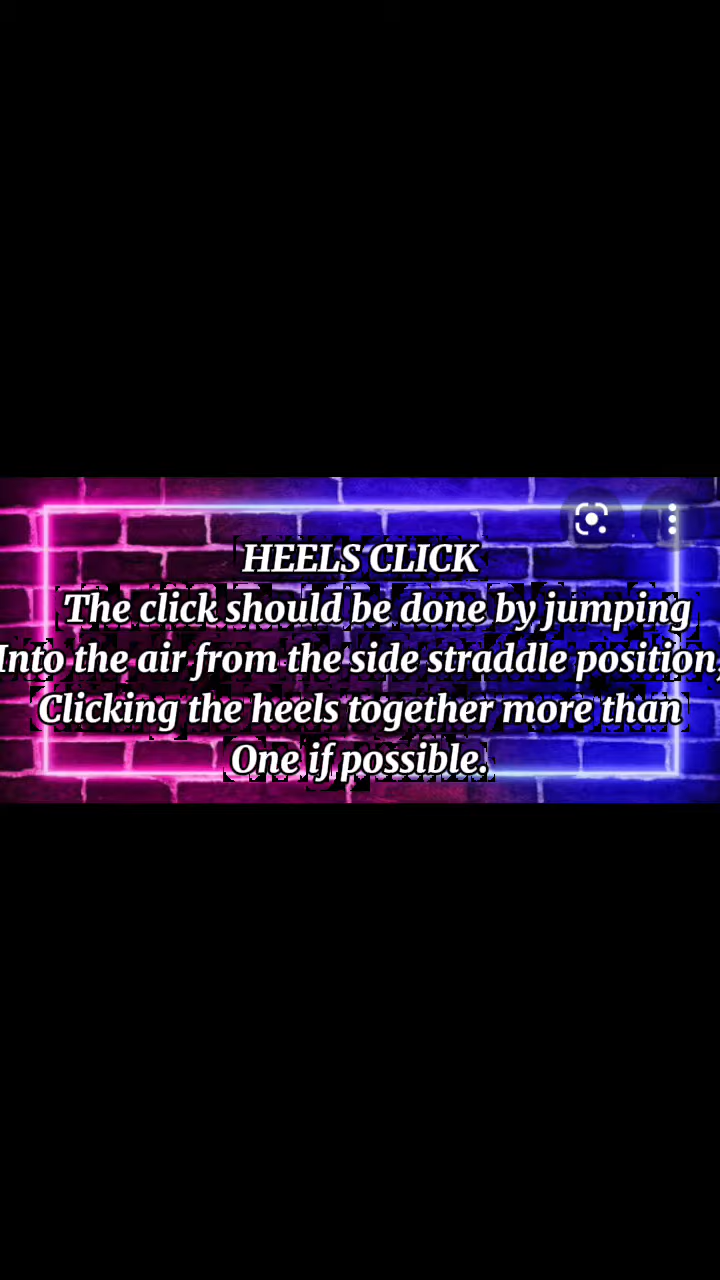 HEELS CLICK
The click should be done by jumping
Into the air from the side straddle position,
Clicking the heels together more than
One if possible.